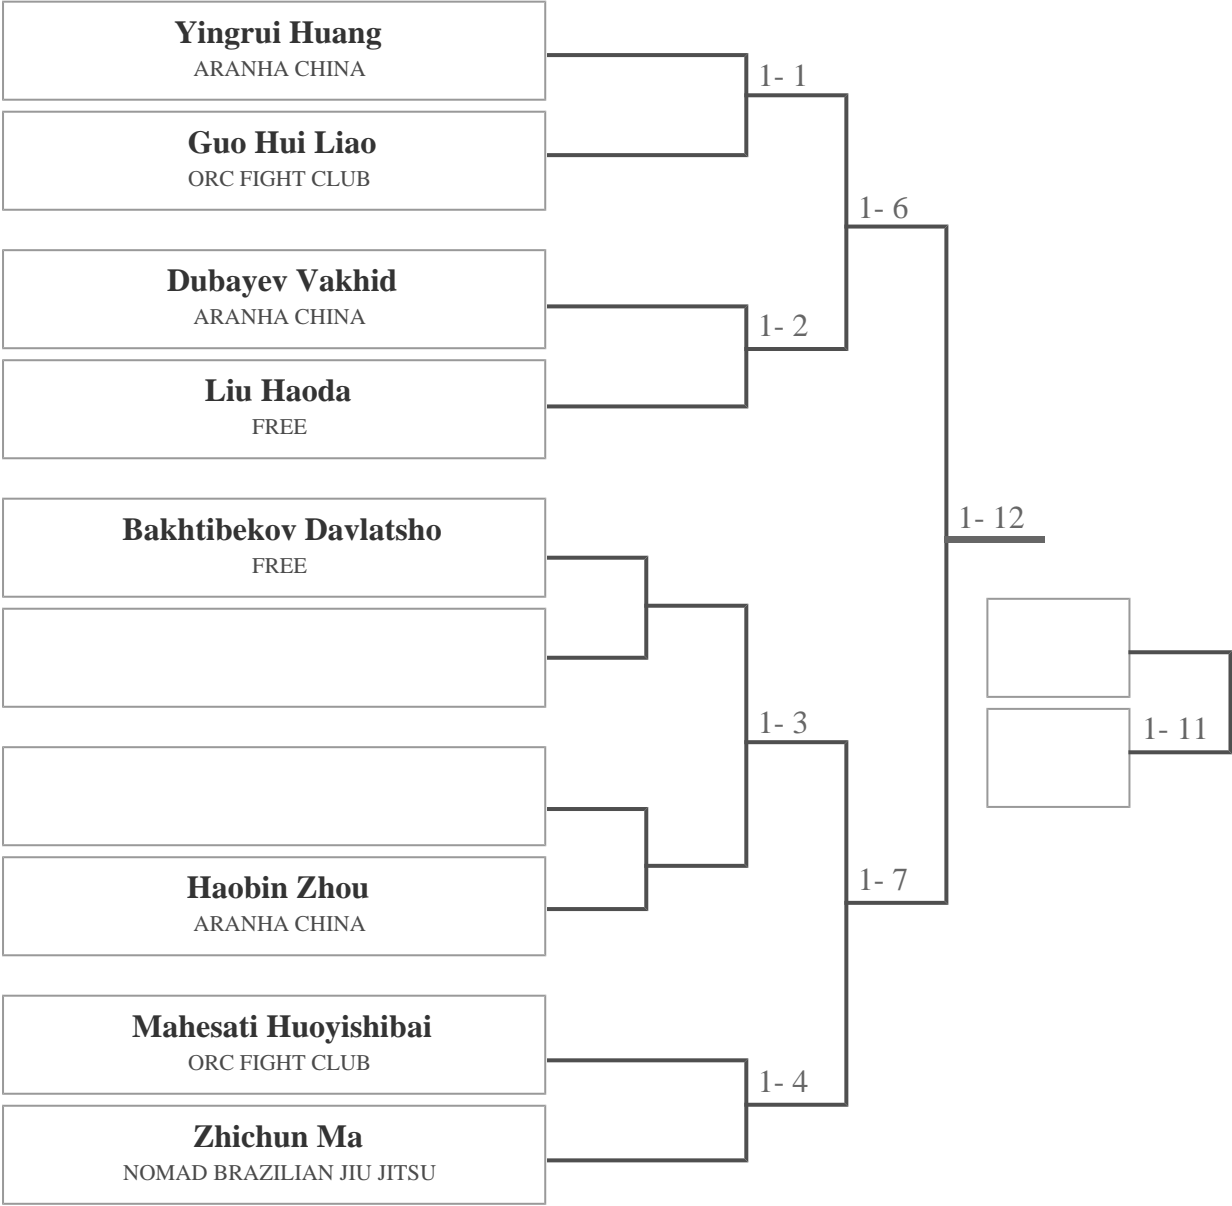 Yingrui Huang
ARANHA CHINA
1- 1
Guo Hui Liao
ORC FIGHT CLUB
1- 6
Dubayev Vakhid
ARANHA CHINA
1- 2
Liu Haoda
FREE
Bakhtibekov Davlatsho
FREE
1- 12
1- 3
1- 11
Haobin Zhou
ARANHA CHINA
1- 7
Mahesati Huoyishibai
ORC FIGHT CLUB
1- 4
Zhichun Ma
NOMAD BRAZILIAN JIU JITSU